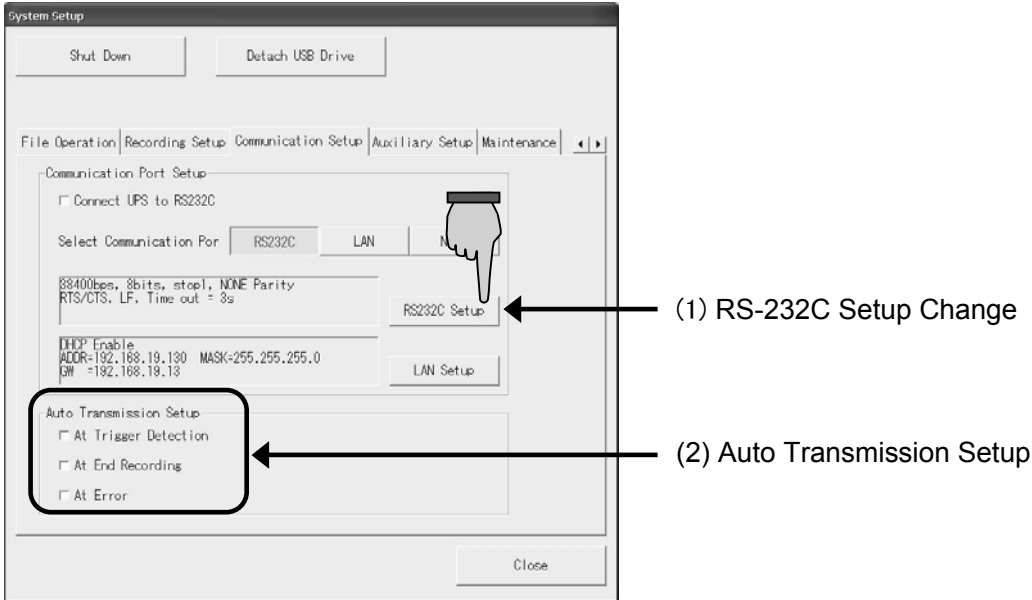 System Setup
Shut Down
Detach USB Drive
File Operation Recording Setup Communication Setup Auxiliary Setup Maintenance
Communication Port Setup
Connect UPS to RS232C
Select Communication Por RS232C LAN
38400bps, 8bits, stop1, NONE Parity
RTS/CTS, LF, Time out = 3s
RS232C Setup
(1) RS-232C Setup Change
DHCP Enable
ADDR=192.168.19.130 MASK=255.255.255.0
GW =192.168.19.13
LAN Setup
Auto Transmission Setup
At Trigger Detection
At End Recording
At Error
(2) Auto Transmission Setup
Close